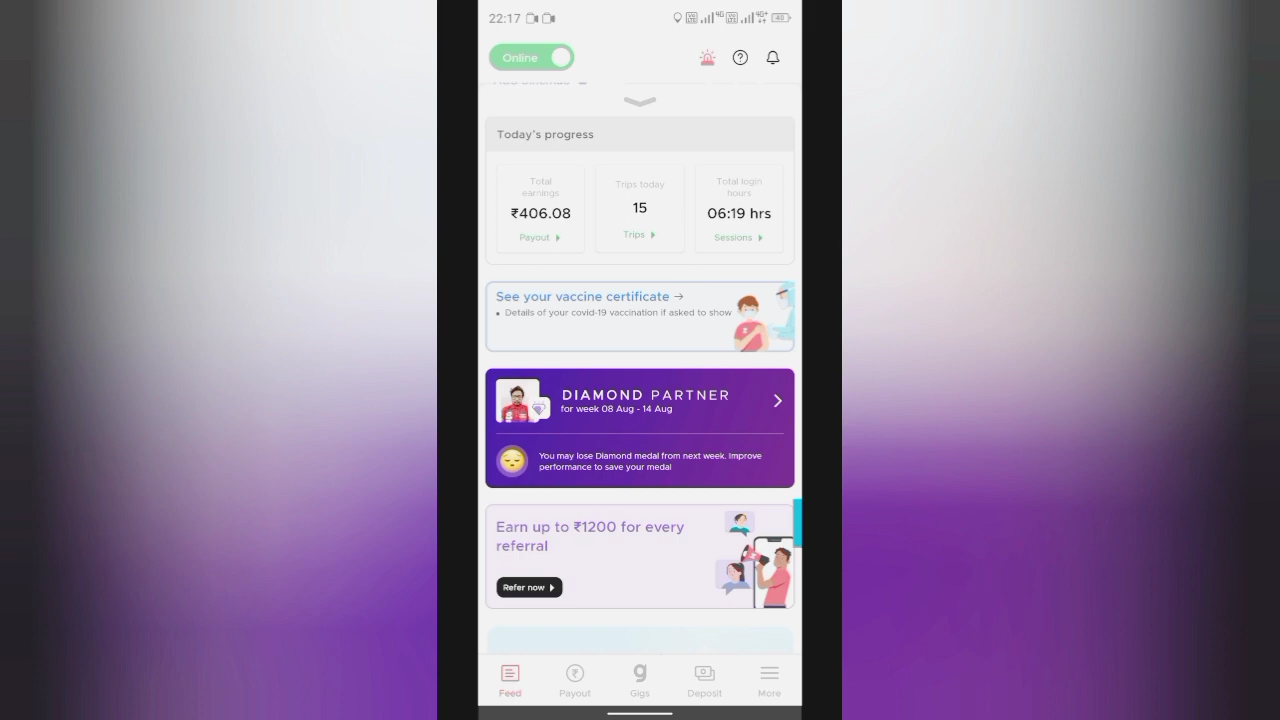 22:17
Online
Today's progress
Total
earnings
₹406.08
Payout
Trips today
15
Trips
Total login
hours
06:19 hrs
Sessions
See your vaccine certificate →
• Details of your covid-19 vaccination if asked to show
DIAMOND PARTNER
for week 08 Aug - 14 Aug
You may lose Diamond medal from next week. Improve
performance to save your medal
Earn up to ₹1200 for every
referral
Refer now
Feed
Payout
Gigs
Deposit
More